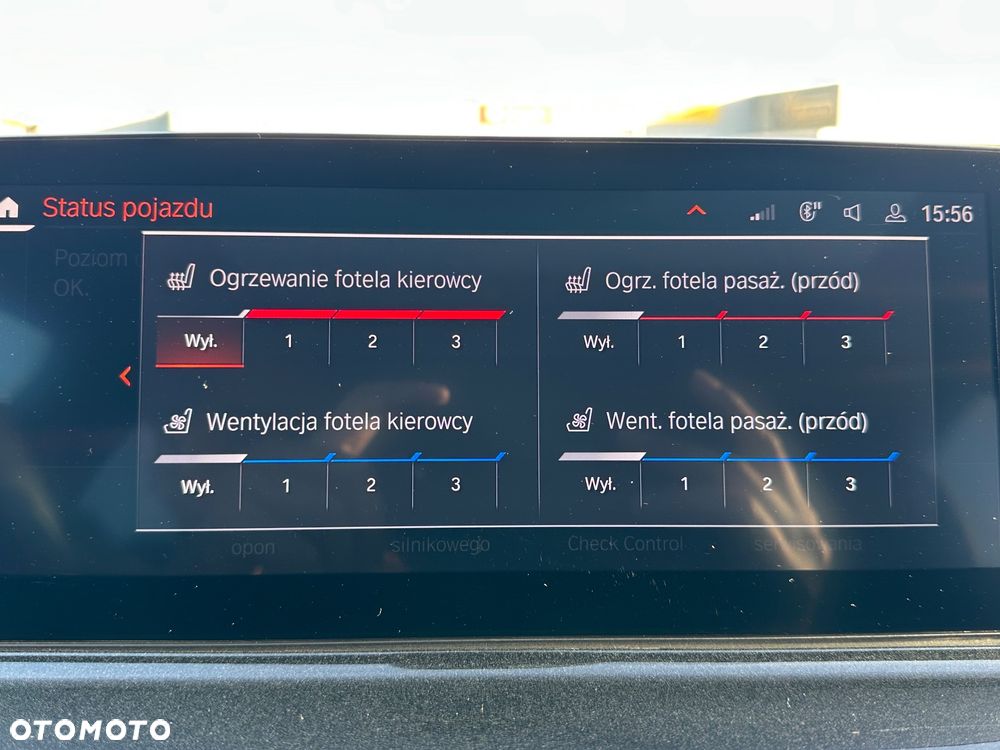 Status pojazdu
15:56
Poziom
OK.
Ogrzewanie fotela kierowcy
Wył. 1 2 3
Ogrz. fotela pasaż. (przód)
Wył. 1 2 3
Wentylacja fotela kierowcy
Wył. 1 2 3
Went. fotela pasaż. (przód)
Wył. 1 2 3
opon silnikowego Check Control serwisowania
OTOMOTO